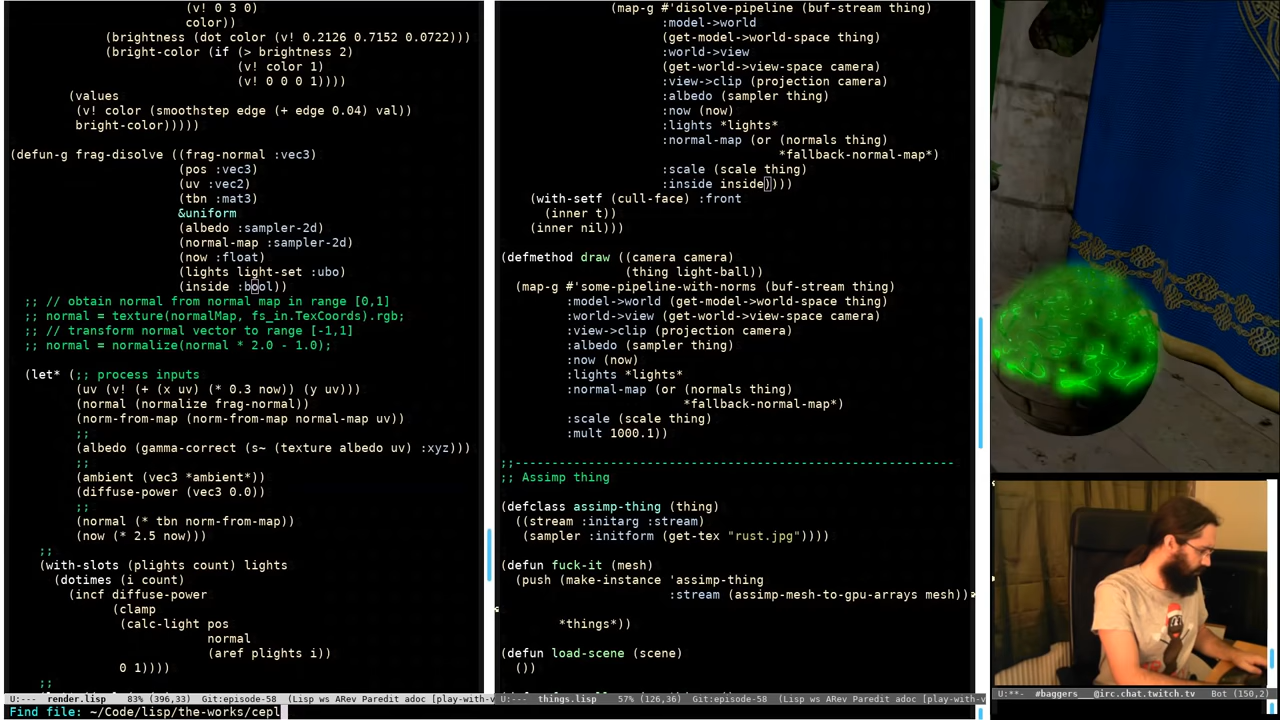 (v! 0 3 0)
color))
(brightness (dot color (v! 0.2126 0.7152 0.0722)))
(bright-color (if (> brightness 2)
(v! color 1)
(v! 0 0 0 1))))
(values
(v! color (smoothstep edge (+ edge 0.04) val))
bright-color)))))
(defun-g frag-disolve ((frag-normal :vec3)
(pos :vec3)
(uv :vec2)
(tbn :mat3)
&uniform
(albedo :sampler-2d)
(normal-map :sampler-2d)
(now :float)
(lights light-set :ubo)
(inside :bool))
;; // obtain normal from normal map in range [0,1]
;; normal = texture(normalMap, fs_in.TexCoords).rgb;
;; // transform normal vector to range [-1,1]
;; normal = normalize(normal * 2.0 - 1.0);
(let* (;; process inputs
(uv (v! (+ (x uv) (* 0.3 now)) (y uv)))
(normal (normalize frag-normal))
(norm-from-map (norm-from-map normal-map uv))
;;
(albedo (gamma-correct (s~ (texture albedo uv) :xyz)))
;;
(ambient (vec3 *ambient*))
(diffuse-power (vec3 0.0))
;;
(normal (* tbn norm-from-map))
(now (* 2.5 now)))
;;
(with-slots (plights count) lights
(dotimes (i count)
(incf diffuse-power
(clamp
(calc-light pos
normal
(aref plights i))
0 1))))
;;
U:--- render.lisp 83% (396,33) Git:episode-58 (Lisp ws ARev Paredit adoc [play-with-v
Find file: ~/Code/lisp/the-works/cepl
(map-g #'disolve-pipeline (buf-stream thing)
:model->world
(get-model->world-space thing)
:world->view
(get-world->view-space camera)
:view->clip (projection camera)
:albedo (sampler thing)
:now (now)
:lights *lights*
:normal-map (or (normals thing)
*fallback-normal-map*)
:scale (scale thing)
:inside inside))))
(with-setf (cull-face) :front
(inner t))
(inner nil)))
(defmethod draw ((camera camera)
(thing light-ball))
(map-g #'some-pipeline-with-norms (buf-stream thing)
:model->world (get-model->world-space thing)
:world->view (get-world->view-space camera)
:view->clip (projection camera)
:albedo (sampler thing)
:now (now)
:lights *lights*
:normal-map (or (normals thing)
*fallback-normal-map*)
:scale (scale thing)
:mult 1000.1))
;;--------------------------------------------------------------
;; Assimp thing
(defclass assimp-thing (thing)
((stream :initarg :stream)
(sampler :initform (get-tex "rust.jpg"))))
(defun fuck-it (mesh)
(push (make-instance 'assimp-thing
:stream (assimp-mesh-to-gpu-arrays mesh))
*things*))
(defun load-scene (scene)
())
U:--- things.lisp 57% (126,36) Git:episode-58 (Lisp ws ARev Paredit adoc [play-with-v
U:**- #baggers___@irc.chat.twitch.tv Bot (150,2)